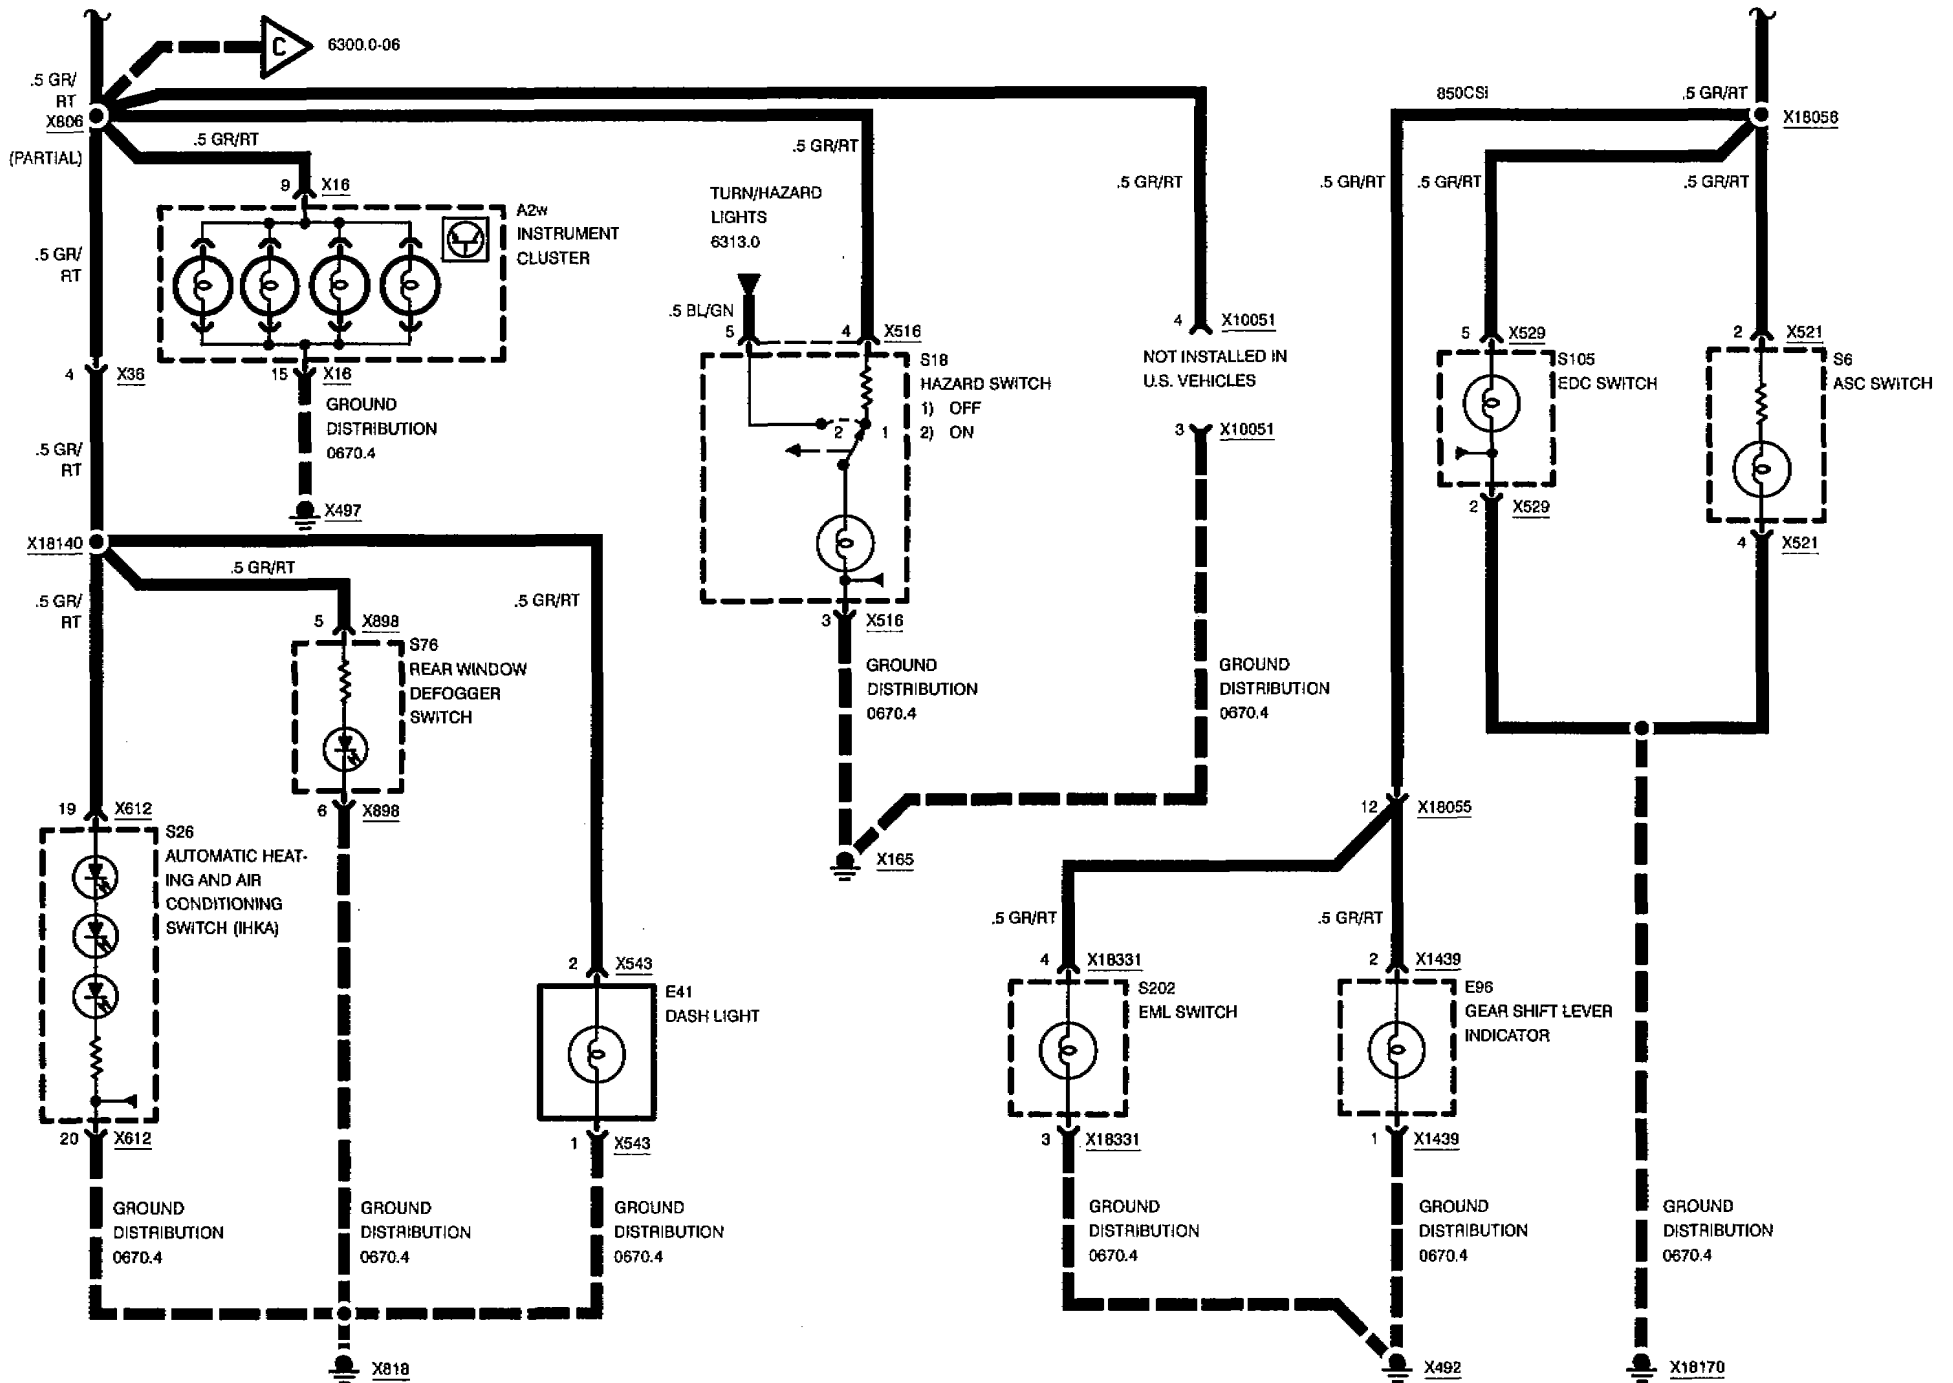 C
6300.0-06
.5 GR/
RT
X806
(PARTIAL)
.5 GR/RT
9
X16
A2w
INSTRUMENT
CLUSTER
15
X16
GROUND
DISTRIBUTION
0670.4
X497
.5 GR/
RT
4
X36
.5 GR/
RT
X18140
.5 GR/RT
.5 GR/
RT
5
X898
S76
REAR WINDOW
DEFOGGER
SWITCH
6
X898
.5 GR/RT
19
X612
S26
AUTOMATIC HEAT-
ING AND AIR
CONDITIONING
SWITCH (IHKA)
20
X612
2
X543
E41
DASH LIGHT
1
X543
GROUND
DISTRIBUTION
0670.4
GROUND
DISTRIBUTION
0670.4
GROUND
DISTRIBUTION
0670.4
X818
TURN/HAZARD
LIGHTS
6313.0
.5 BL/GN
5
.5 GR/RT
4
X516
S18
HAZARD SWITCH
1) OFF
2) ON
2
1
3
X516
GROUND
DISTRIBUTION
0670.4
X165
.5 GR/RT
4
X10051
NOT INSTALLED IN
U.S. VEHICLES
3
X10051
GROUND
DISTRIBUTION
0670.4
850CSi
.5 GR/RT
X18056
.5 GR/RT
.5 GR/RT
.5 GR/RT
5
X529
S105
EDC SWITCH
2
X529
2
X521
S6
ASC SWITCH
4
X521
12
X18055
.5 GR/RT
.5 GR/RT
4
X18331
S202
EML SWITCH
3
X18331
2
X1439
E96
GEAR SHIFT LEVER
INDICATOR
1
X1439
GROUND
DISTRIBUTION
0670.4
GROUND
DISTRIBUTION
0670.4
GROUND
DISTRIBUTION
0670.4
X492
X18170